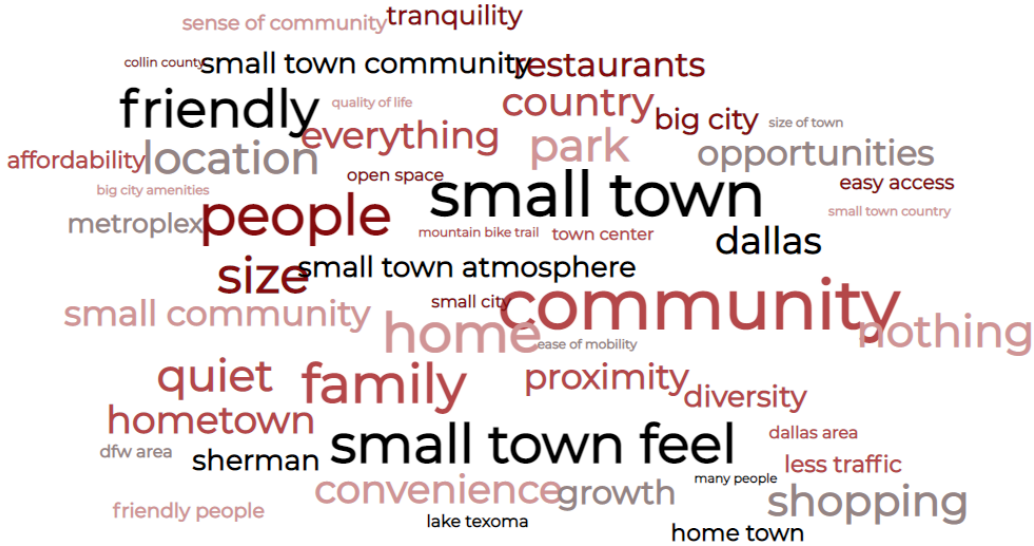 sense of community
tranquility
collin county
small town community
restaurants
friendly
quality of life
country
big city
size of town
everything
park
affordability
location
opportunities
open space
easy access
big city amenities
small town
metroplex
people
small town country
mountain bike trail
town center
dallas
size
small town atmosphere
small city
community
small community
home
nothing
ease of mobility
quiet
family
proximity
diversity
hometown
small town feel
dallas area
dfw area
sherman
less traffic
many people
convenience
growth
shopping
friendly people
lake texoma
home town